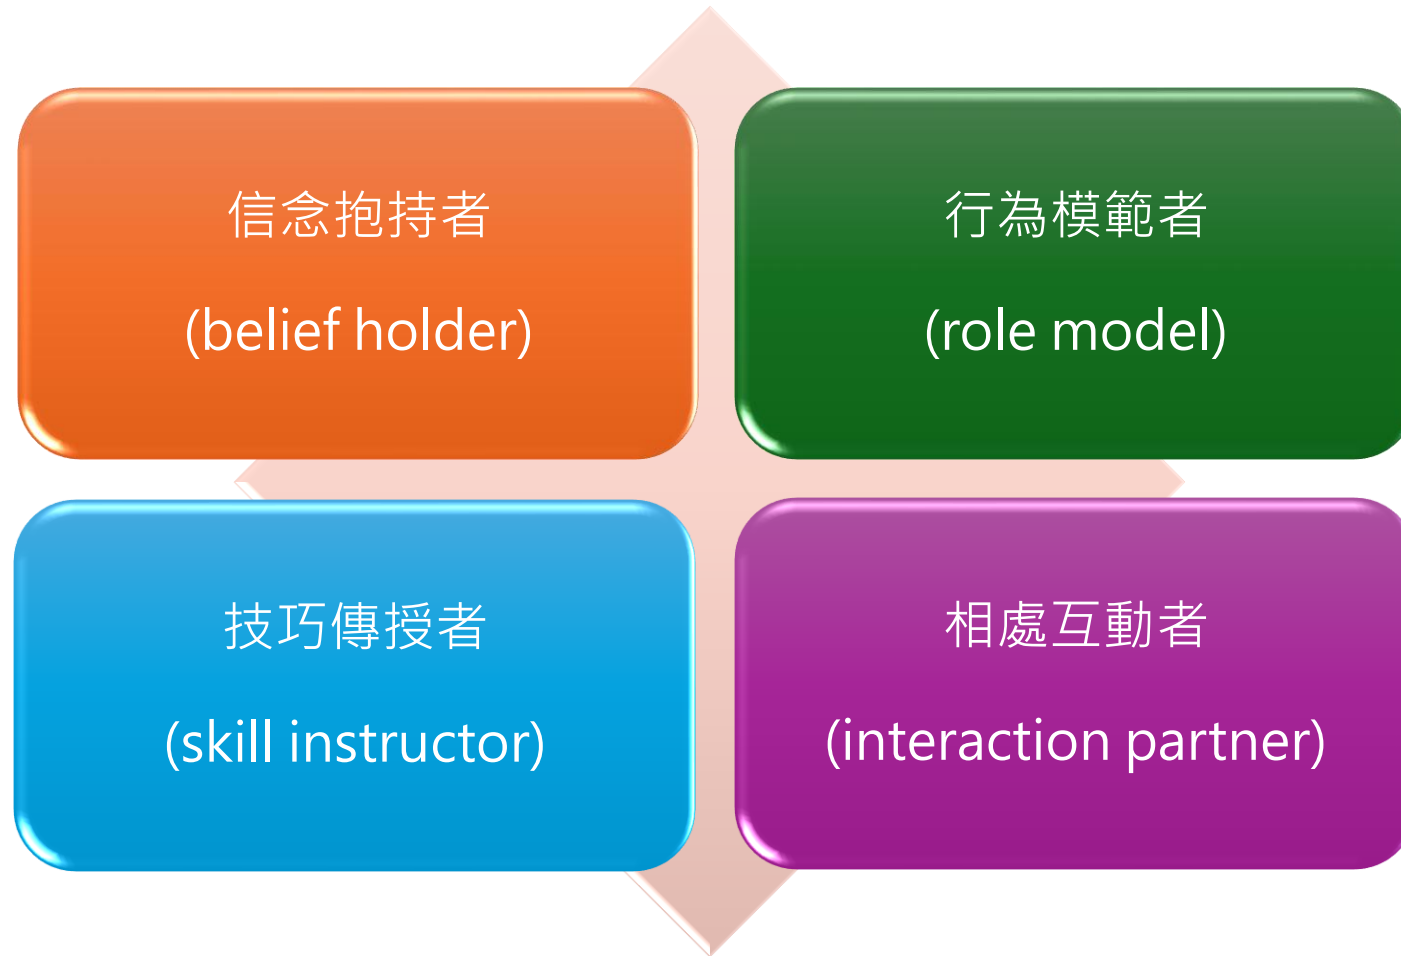 信念抱持者
(belief holder)
行為模範者
(role model)
技巧傳授者
(skill instructor)
相處互動者
(interaction partner)